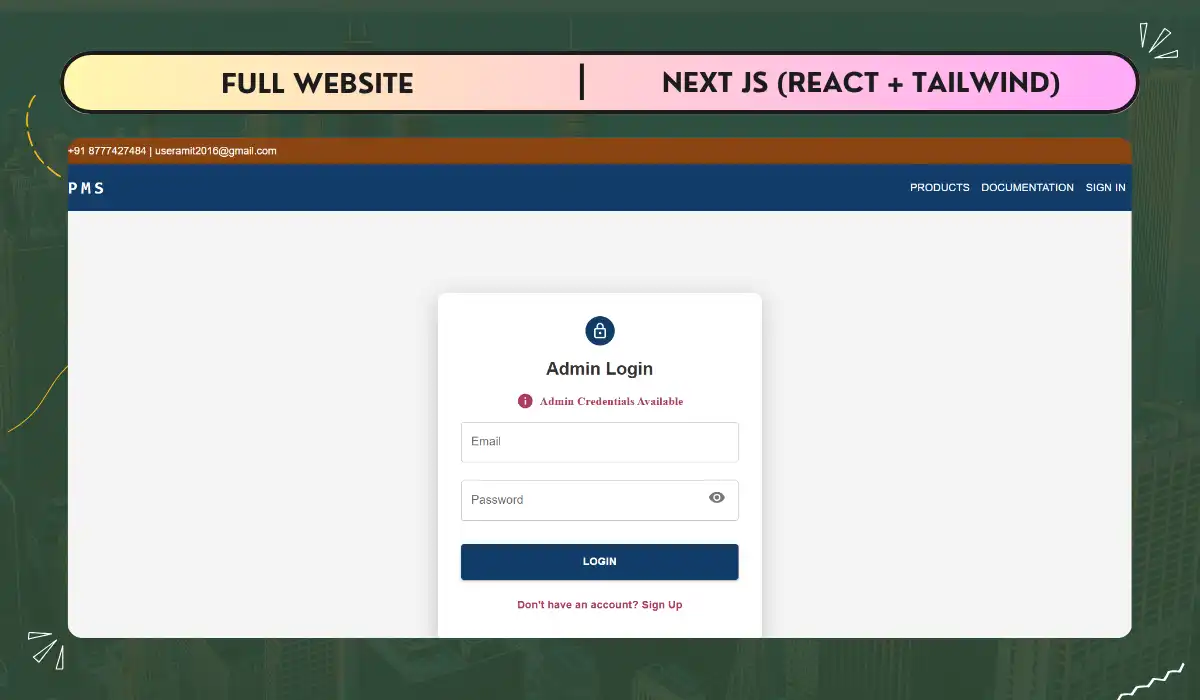 FULL WEBSITE | NEXT JS (REACT + TAILWIND)
+91 8777427484 | useramit2016@gmail.com
PMS PRODUCTS DOCUMENTATION SIGN IN
Admin Login
Admin Credentials Available
Email
Password
LOGIN
Don't have an account? Sign Up